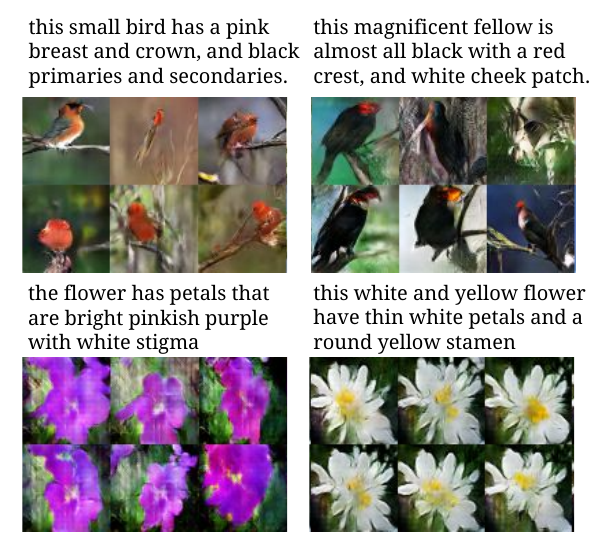 this small bird has a pink
breast and crown, and black
primaries and secondaries.
this magnificent fellow is
almost all black with a red
crest, and white cheek patch.
the flower has petals that
are bright pinkish purple
with white stigma
this white and yellow flower
have thin white petals and a
round yellow stamen